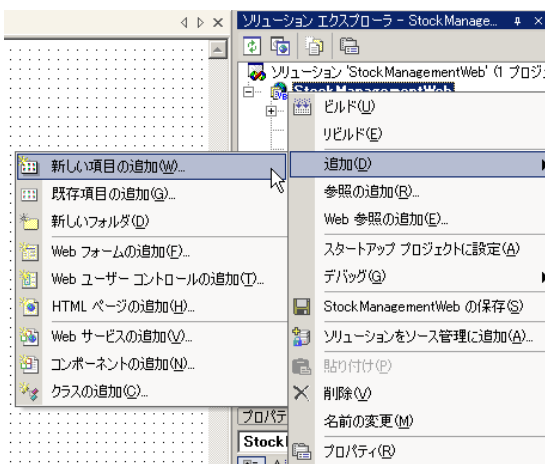 ソリューション エクスプローラ - StockManage...
ソリューション 'StockManagementWeb' (1 プロジ
StockManagementWeb
ビルド(U)
リビルド(E)
追加(D)
参照の追加(R)...
Web 参照の追加(E)...
スタートアップ プロジェクトに設定(A)
デバッグ(G)
StockManagementWeb の保存(S)
ソリューションをソース管理に追加(A)...
貼り付け(P)
削除(V)
名前の変更(M)
プロパティ(R)
新しい項目の追加(W)...
既存項目の追加(G)...
新しいフォルダ(D)
Web フォームの追加(F)...
Web ユーザー コントロールの追加(T)...
HTML ページの追加(H)...
Web サービスの追加(V)...
コンポーネントの追加(N)...
クラスの追加(C)...
プロパテ
Stock